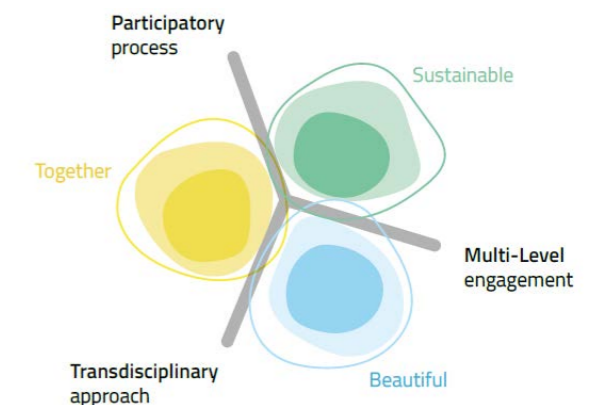 Participatory
process
Sustainable
Together
Multi-Level
engagement
Transdisciplinary
approach
Beautiful